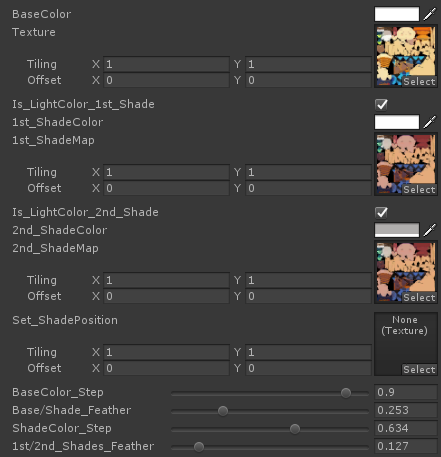 BaseColor
Texture
Tiling X 1 Y 1
Offset X 0 Y 0
Select
Is_LightColor_1st_Shade
1st_ShadeColor
1st_ShadeMap
Tiling X 1 Y 1
Offset X 0 Y 0
Select
Is_LightColor_2nd_Shade
2nd_ShadeColor
2nd_ShadeMap
Tiling X 1 Y 1
Offset X 0 Y 0
Select
Set_ShadePosition
None
(Texture)
Tiling X 1 Y 1
Offset X 0 Y 0
Select
BaseColor_Step 0.9
Base/Shade_Feather 0.253
ShadeColor_Step 0.634
1st/2nd_Shades_Feather 0.127